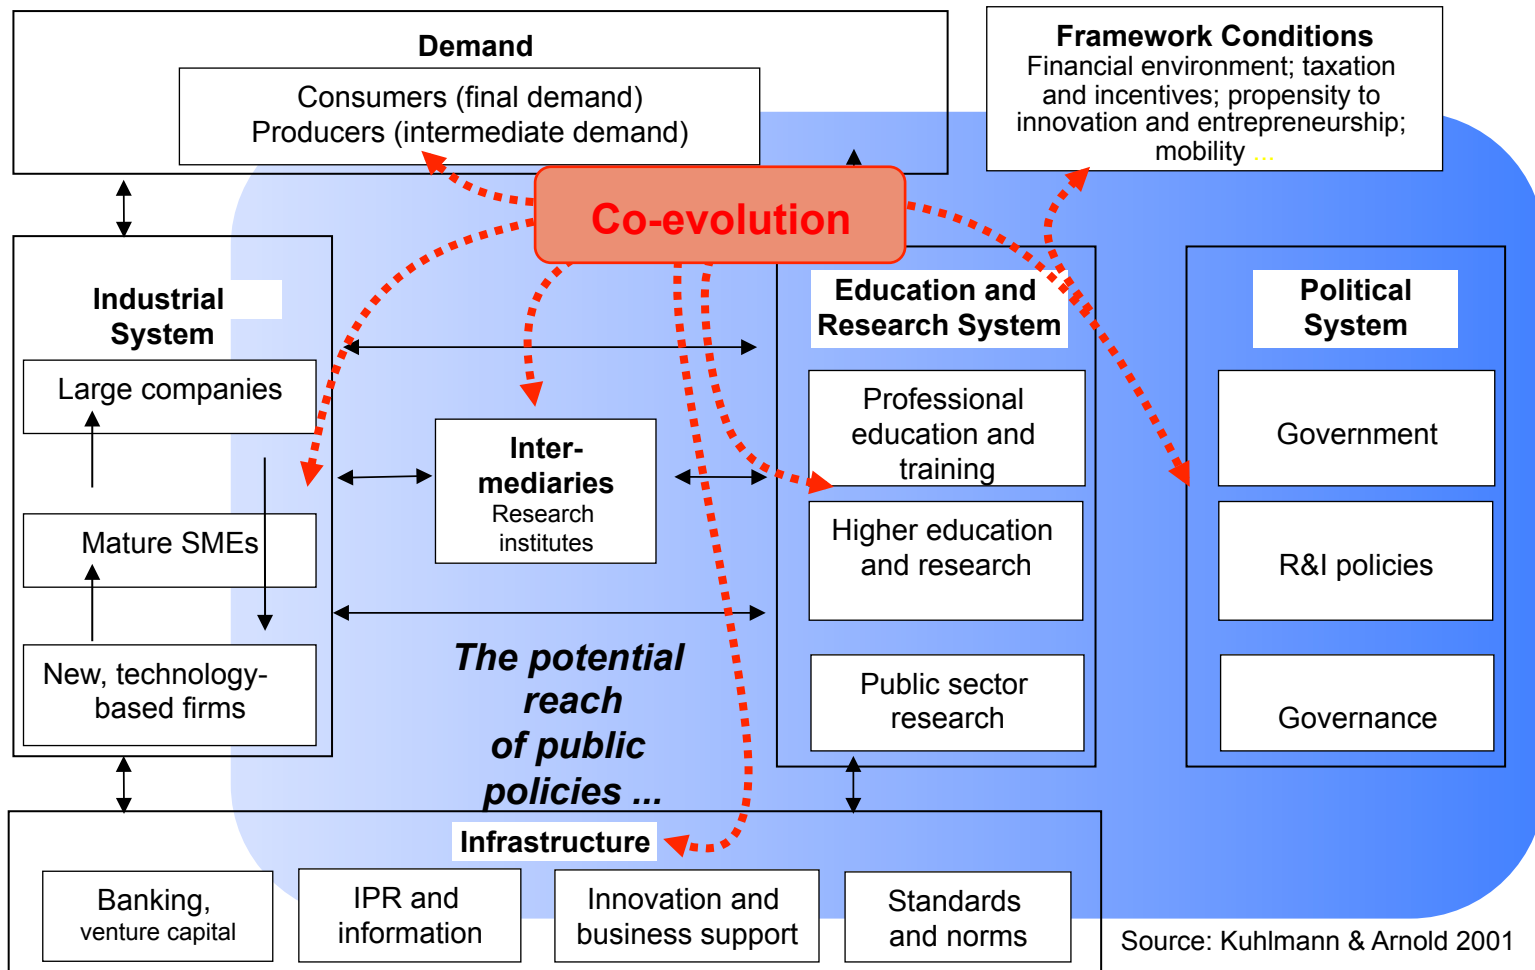 Demand
Consumers (final demand)
Producers (intermediate demand)
Framework Conditions
Financial environment; taxation
and incentives; propensity to
innovation and entrepreneurship;
mobility ...
Co-evolution
Industrial
System
Large companies
Mature SMEs
New, technology-
based firms
Inter-
mediaries
Research
institutes
Education and
Research System
Professional
education and
training
Higher education
and research
Public sector
research
Political
System
Government
R&I policies
Governance
The potential
reach
of public
policies ...
Infrastructure
Banking,
venture capital
IPR and
information
Innovation and
business support
Standards
and norms
Source: Kuhlmann & Arnold 2001